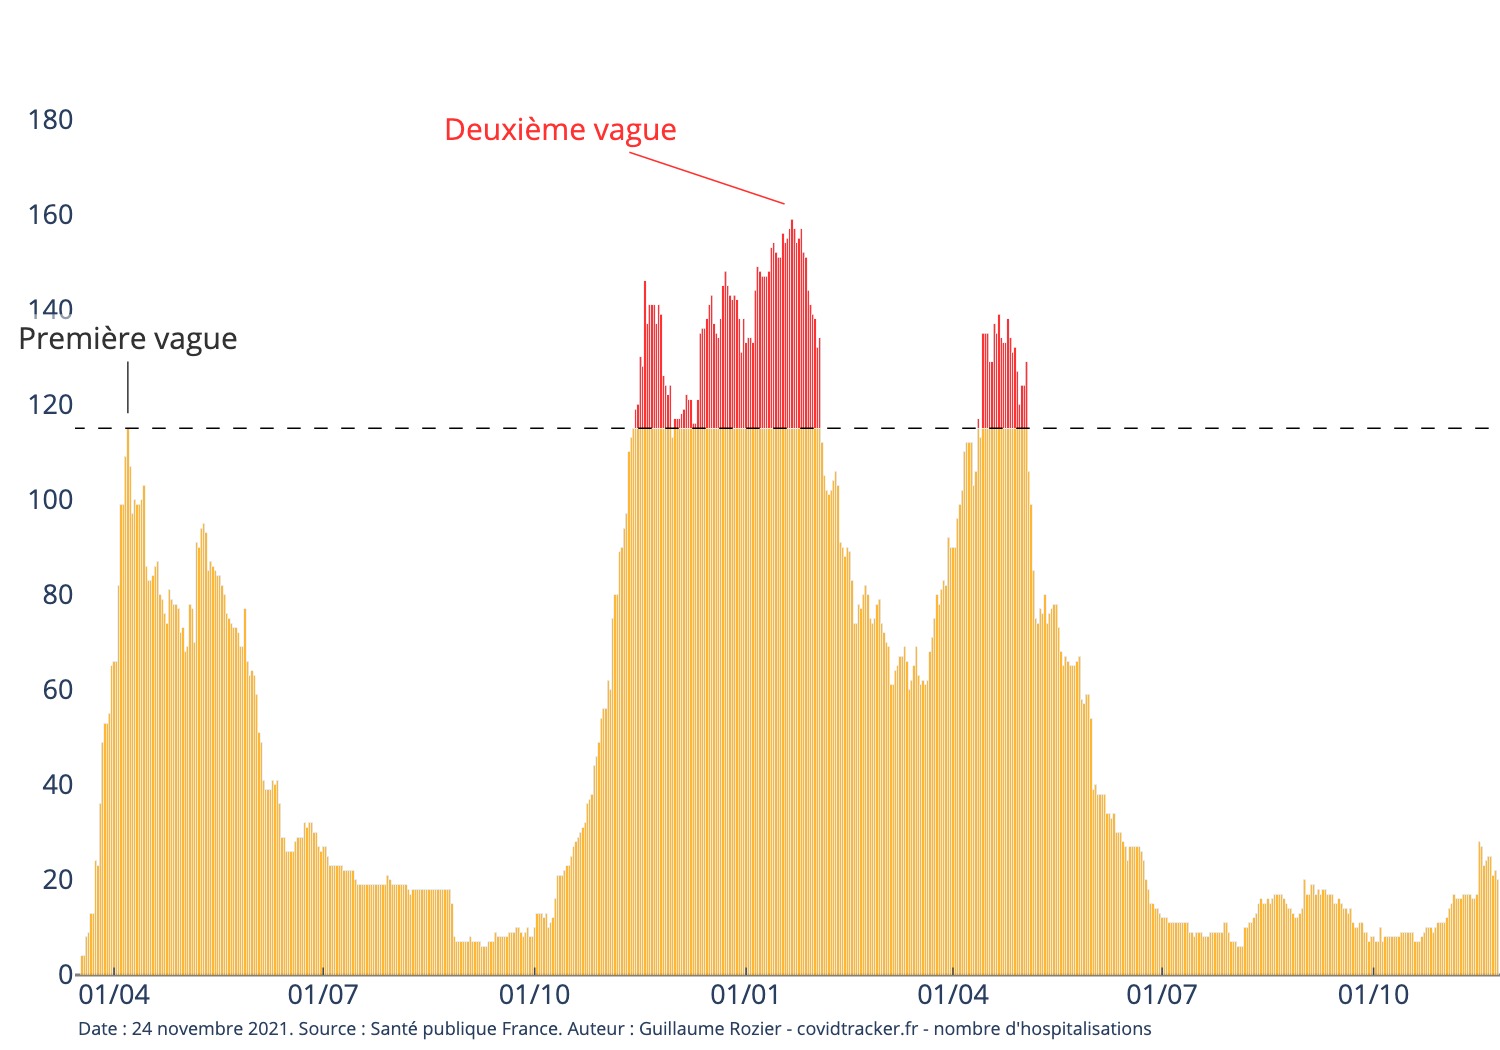 180
Deuxième vague
160
140
Première vague
120
100
80
60
40
20
0
01/04 01/07 01/10 01/01 01/04 01/07 01/10
Date : 24 novembre 2021. Source : Santé publique France. Auteur : Guillaume Rozier - covidtracker.fr - nombre d'hospitalisations